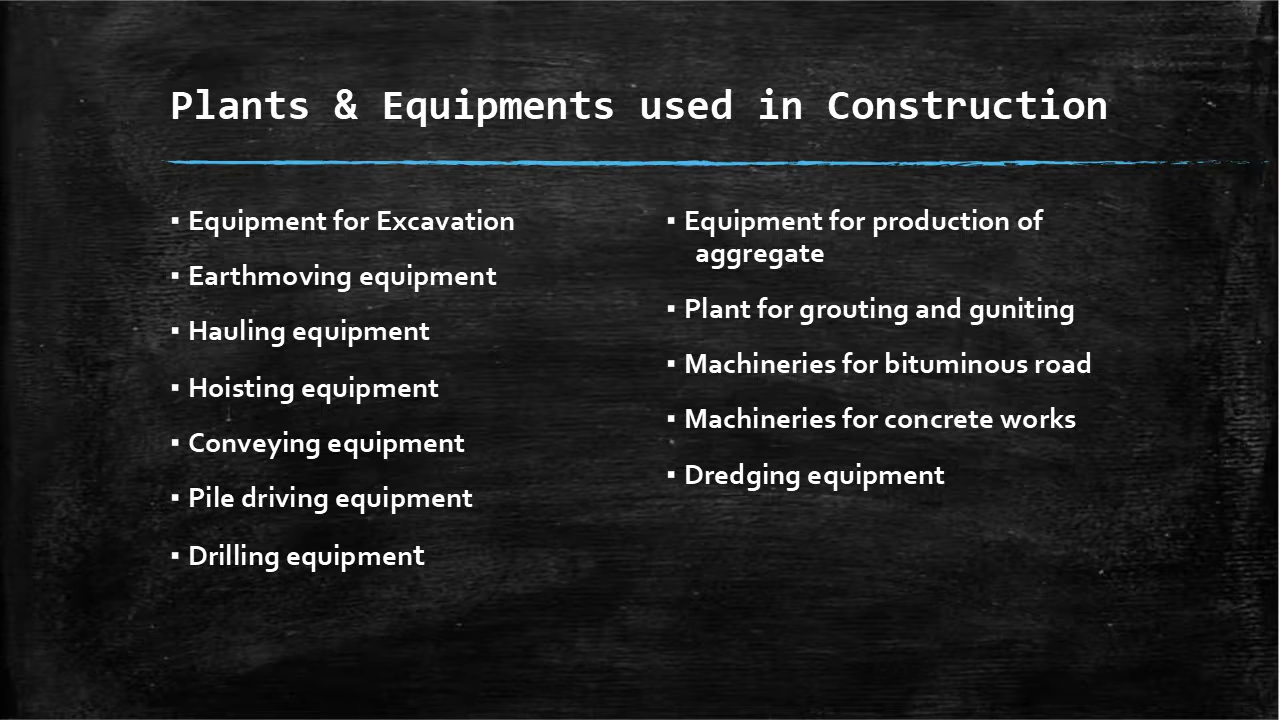 Plants & Equipments used in Construction
▪ Equipment for Excavation
▪ Earthmoving equipment
▪ Hauling equipment
▪ Hoisting equipment
▪ Conveying equipment
▪ Pile driving equipment
▪ Drilling equipment
▪ Equipment for production of
aggregate
▪ Plant for grouting and guniting
▪ Machineries for bituminous road
▪ Machineries for concrete works
▪ Dredging equipment